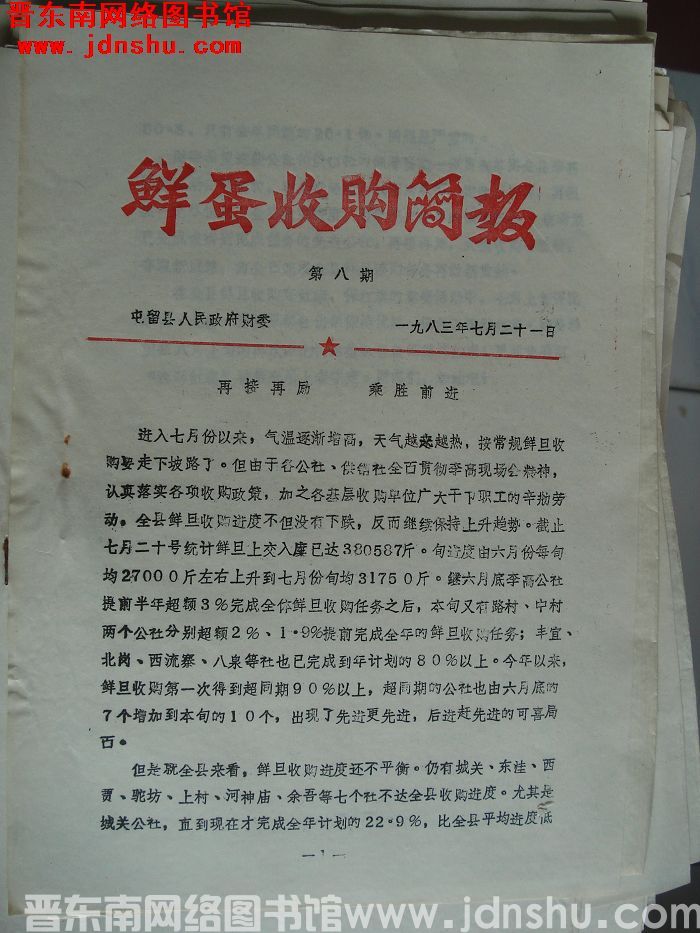 晋东南网络图书馆
www.jdnshu.com
鲜蛋收购简报
第八期
屯留县人民政府财委
一九八三年七月二十一日
再接再励 乘胜前进
进入七月份以来，气温逐渐增高，天气越来越热，按常规鲜旦收
购要走下坡路了。但由于各公社、供销社全面贯彻李高现场会精神，
认真落实各项收购政策，加之各基层收购单位广大干部职工的辛勤劳
动。全县鲜旦收购进度不但没有下跌，反而继续保持上升趋势。截止
七月二十号统计鲜旦上交入库已达380587斤。旬进度由六月份每旬
均27000斤左右上升到七月份旬均31750斤。继六月底李高公社
提前半年超额3％完成全年鲜旦收购任务之后，本旬又有路村、中村
两个公社分别超额2％、1·9％提前完成全年的鲜旦收购任务；丰宜、
北岗、西流寨、八泉等社也已完成到年计划的80％以上。今年以来，
鲜旦收购第一次得到超同期90％以上，超同期的公社也由六月底的
7个增加到本旬的10个，出现了先进更先进，后进赶先进的可喜局
面。
但是就全县来看，鲜旦收购进度还不平衡。仍有城关、东洼、西
贾、驼坊、上村、河神庙、余吾等七个社不达全县收购进度。尤其是
城关公社，直到现在才完成全年计划的22·9％，比全县平均进度低
—1—
晋东南网络图书馆www.jdnshu.com